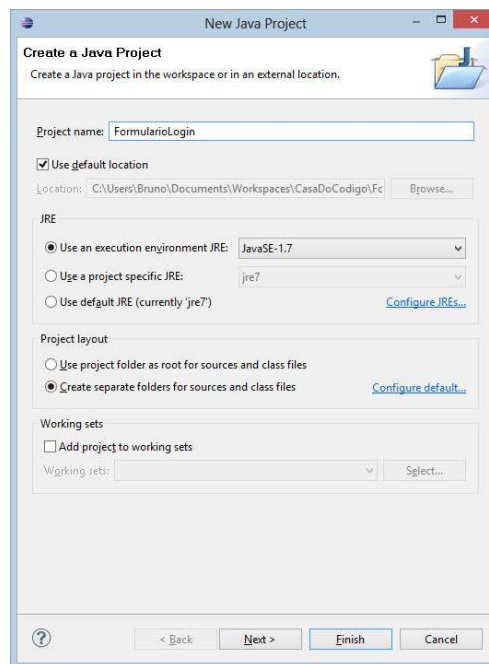 New Java Project
Create a Java Project
Create a Java project in the workspace or in an external location.
Project name: FormularioLogin
Use default location
Location: C:\Users\Bruno\Documents\Workspaces\CasaDoCodigo\Fc Browse...
JRE
Use an execution environment JRE: JavaSE-1.7
Use a project specific JRE: jre7
Use default JRE (currently 'jre7') Configure JREs...
Project layout
Use project folder as root for sources and class files
Create separate folders for sources and class files Configure default...
Working sets
Add project to working sets
Working sets: Select...
? < Back Next > Finish Cancel